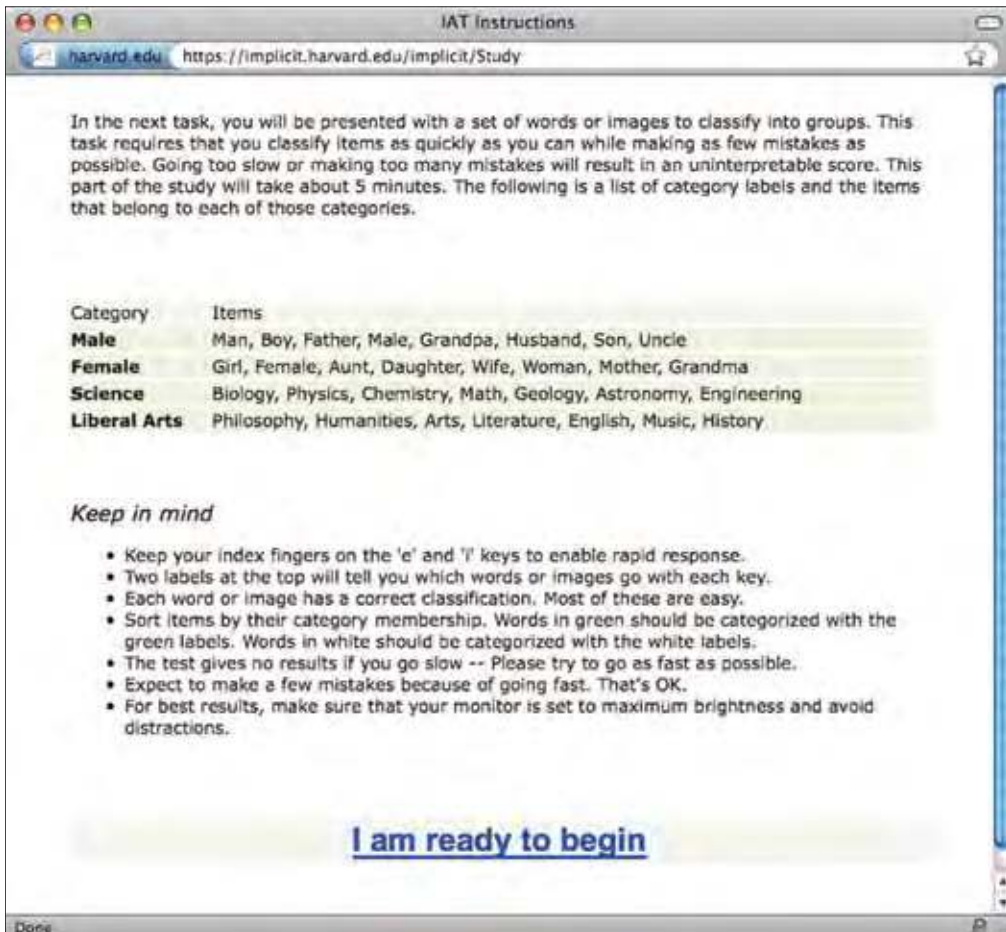 IAT Instructions
harvard.edu https://implicit.harvard.edu/implicit/Study
In the next task, you will be presented with a set of words or images to classify into groups. This
task requires that you classify items as quickly as you can while making as few mistakes as
possible. Going too slow or making too many mistakes will result in an uninterpretable score. This
part of the study will take about 5 minutes. The following is a list of category labels and the items
that belong to each of those categories.
Category Items
Male Man, Boy, Father, Male, Grandpa, Husband, Son, Uncle
Female Girl, Female, Aunt, Daughter, Wife, Woman, Mother, Grandma
Science Biology, Physics, Chemistry, Math, Geology, Astronomy, Engineering
Liberal Arts Philosophy, Humanities, Arts, Literature, English, Music, History
Keep in mind
• Keep your index fingers on the 'e' and 'i' keys to enable rapid response.
• Two labels at the top will tell you which words or images go with each key.
• Each word or image has a correct classification. Most of these are easy.
• Sort items by their category membership. Words in green should be categorized with the
green labels. Words in white should be categorized with the white labels.
• The test gives no results if you go slow -- Please try to go as fast as possible.
• Expect to make a few mistakes because of going fast. That's OK.
• For best results, make sure that your monitor is set to maximum brightness and avoid
distractions.
I am ready to begin
Done